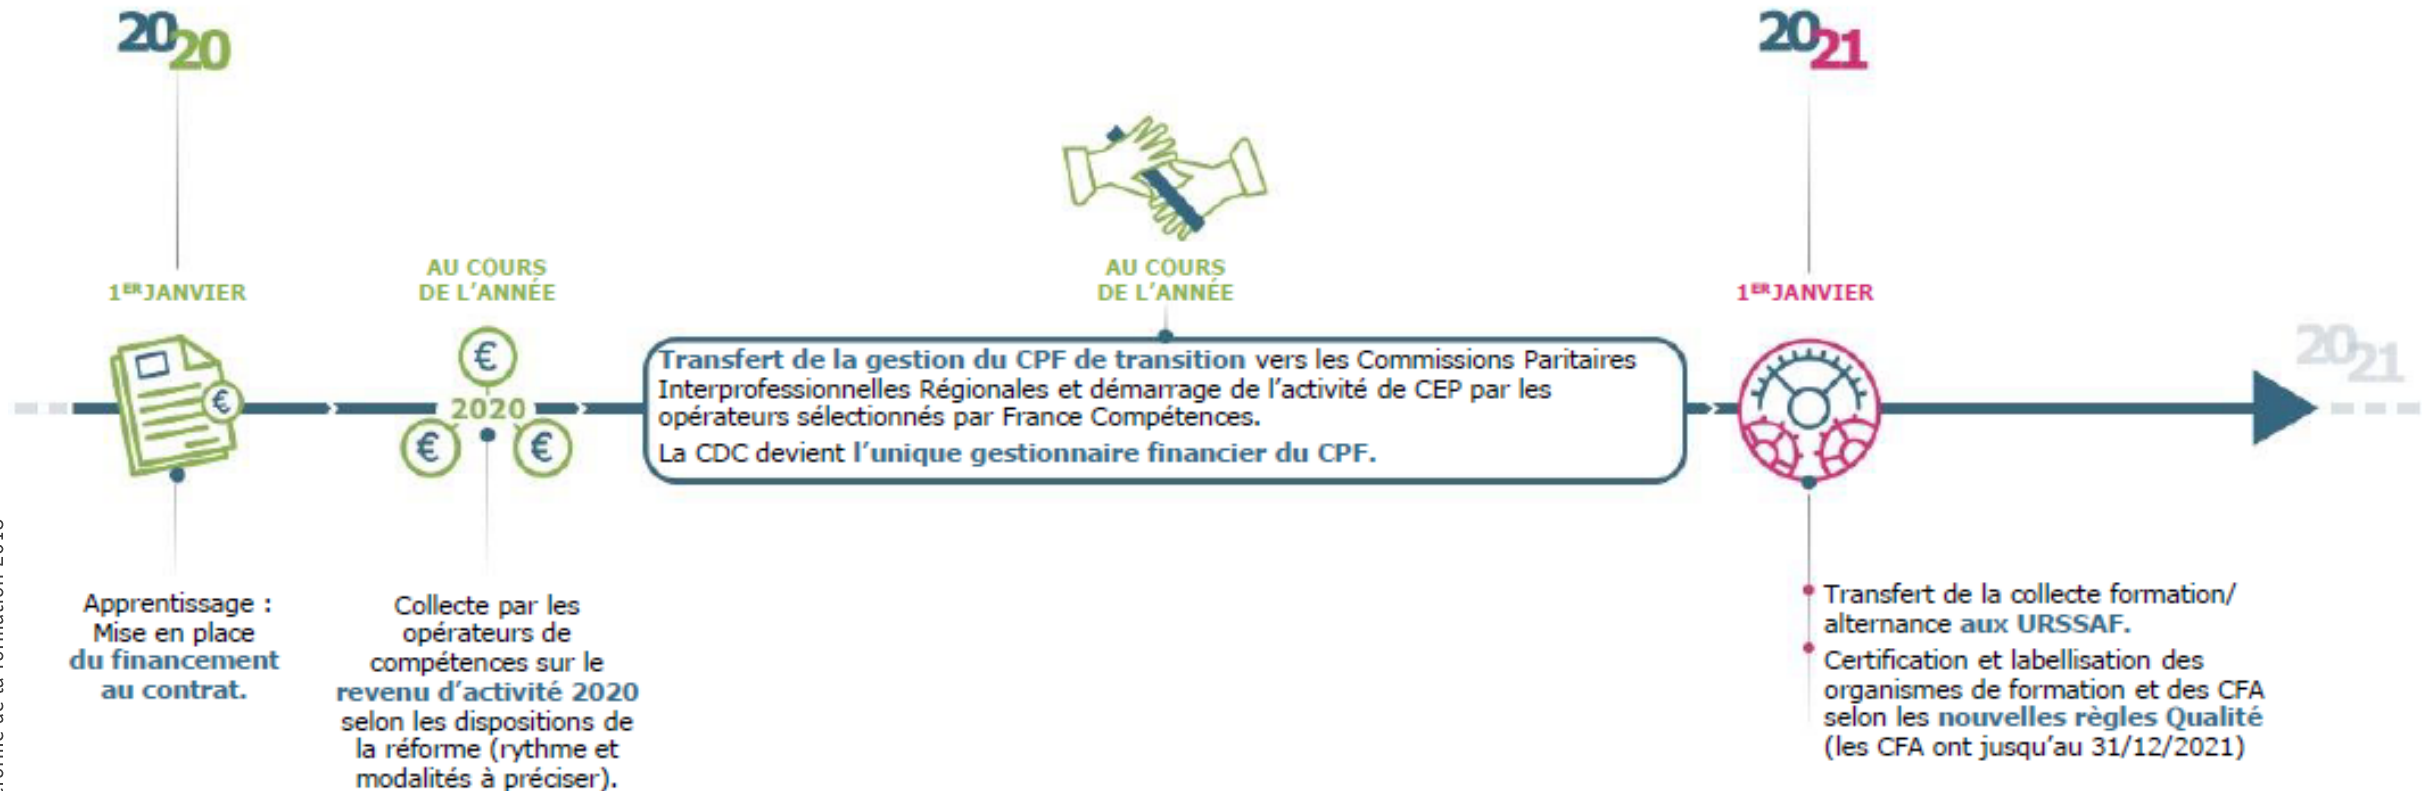 2020
2021
1ER JANVIER
AU COURS
DE L'ANNÉE
AU COURS
DE L'ANNÉE
1ER JANVIER
€
€
2020
€
€
Transfert de la gestion du CPF de transition vers les Commissions Paritaires
Interprofessionnelles Régionales et démarrage de l'activité de CEP par les
opérateurs sélectionnés par France Compétences.
La CDC devient l'unique gestionnaire financier du CPF.
2021
Apprentissage :
Mise en place
du financement
au contrat.
Collecte par les
opérateurs de
compétences sur le
revenu d'activité 2020
selon les dispositions de
la réforme (rythme et
modalités à préciser).
Transfert de la collecte formation/
alternance aux URSSAF.
Certification et labellisation des
organismes de formation et des CFA
selon les nouvelles règles Qualité
(les CFA ont jusqu'au 31/12/2021)
de la formation 2018